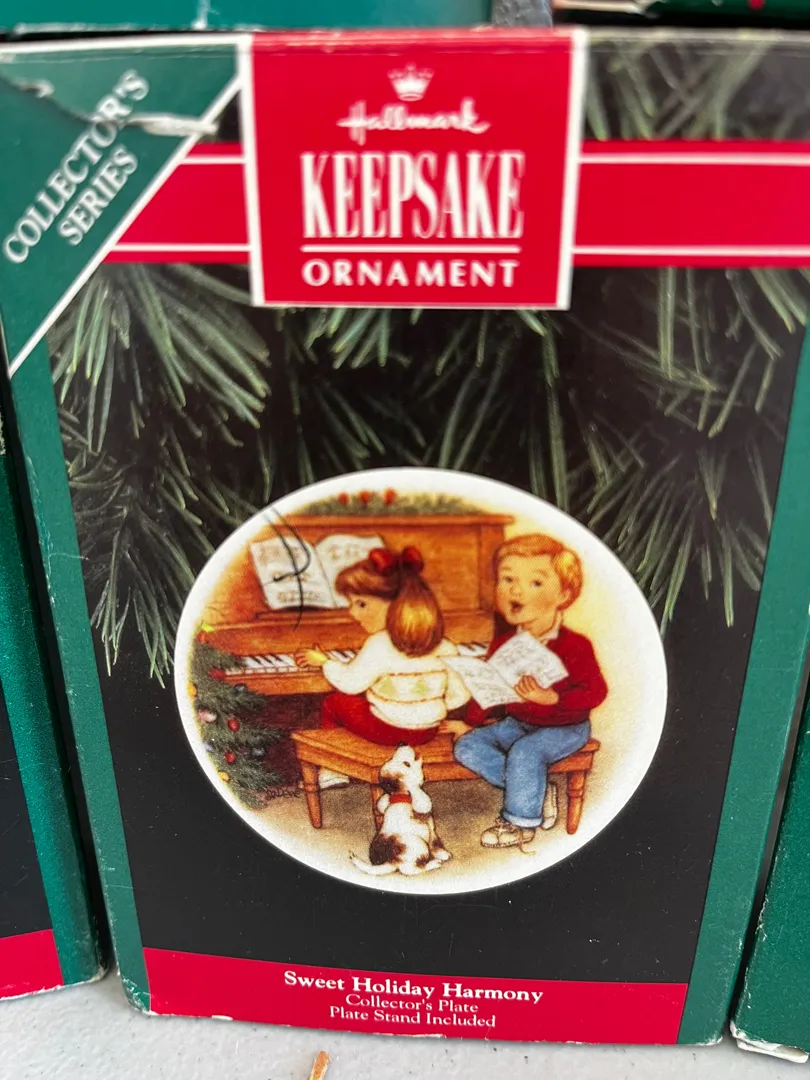 COLLECTOR'S
SERIES
Hallmark
KEEPSAKE
ORNAMENT
Sweet Holiday Harmony
Collector's Plate
Plate Stand Included